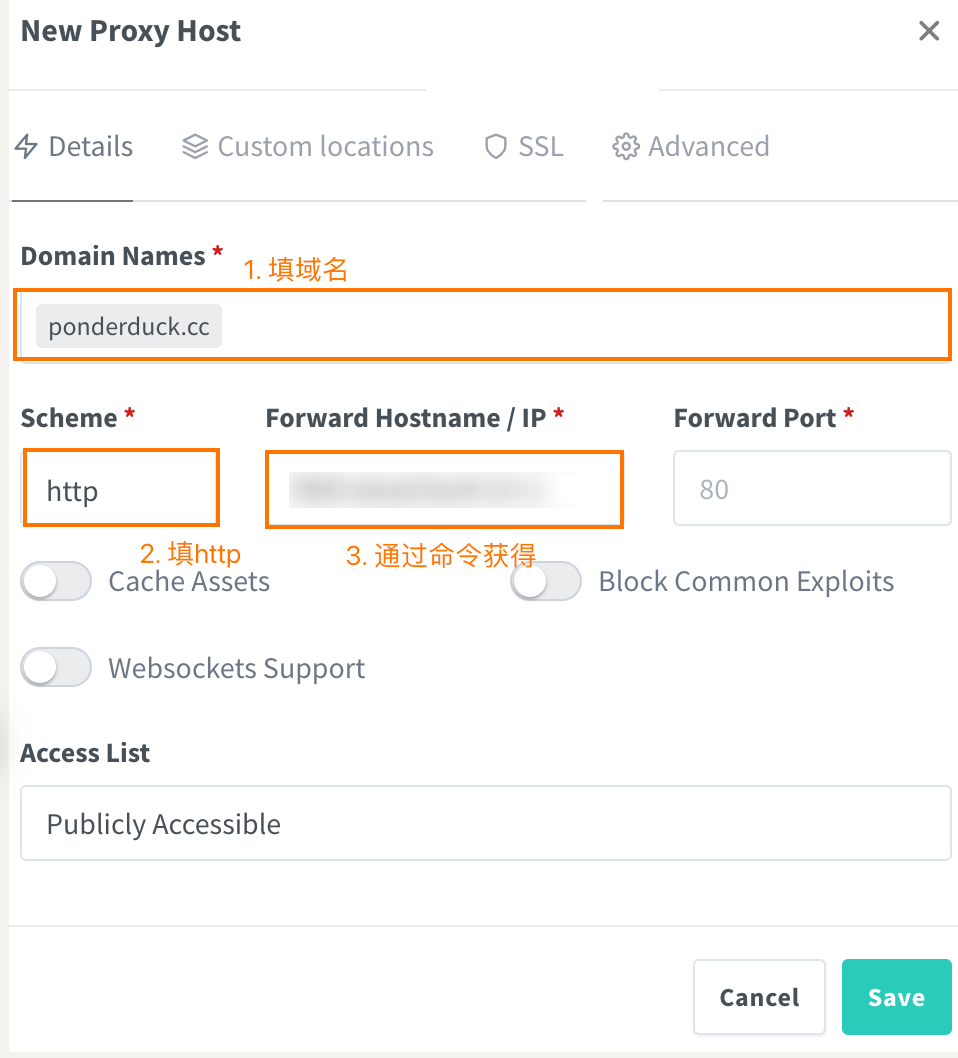 New Proxy Host
Details Custom locations SSL Advanced
Domain Names *
1. 填域名
ponderduck.cc
Scheme * Forward Hostname / IP * Forward Port *
http 80
2. 填http 3. 通过命令获得
Cache Assets Block Common Exploits
Websockets Support
Access List
Publicly Accessible
Cancel Save